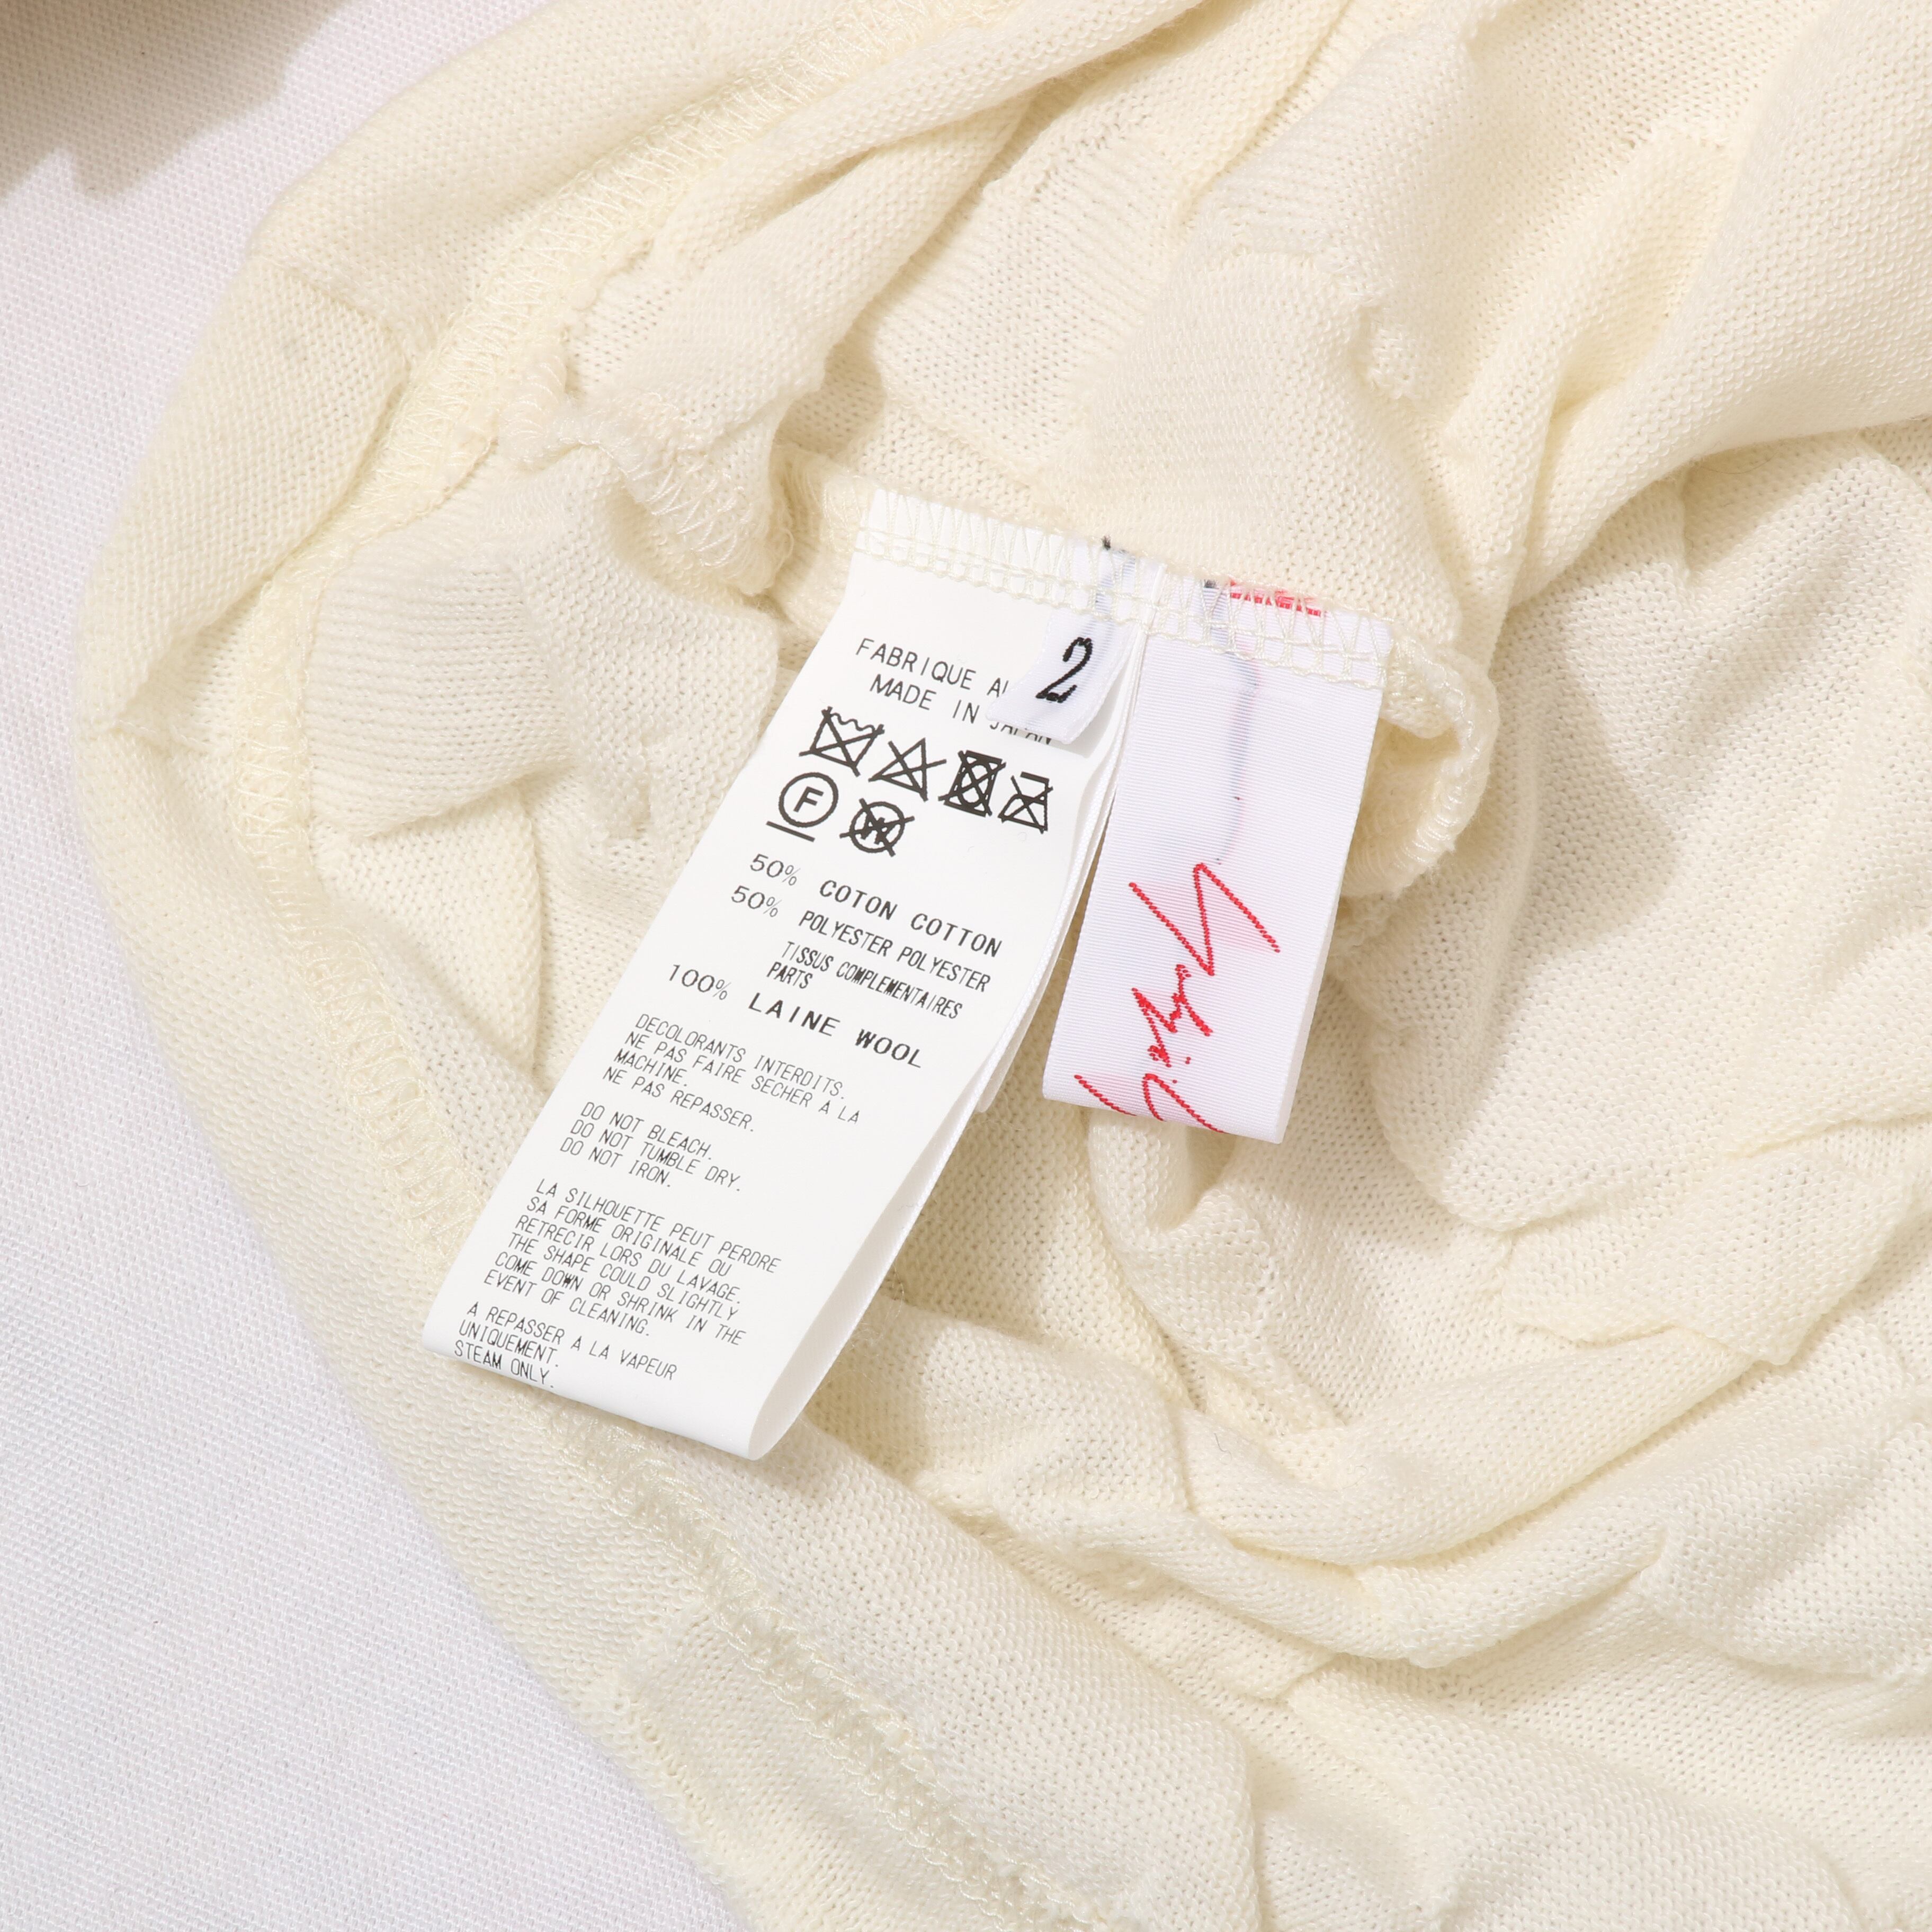 2
FABRIQUE AU
MADE IN JAPAN
F
W
50% COTON COTTON
50% POLYESTER POLYESTER
TISSUS COMPLEMENTAIRES
PARTS
100% LAINE WOOL
DECOLORANTS INTERDITS.
NE PAS FAIRE SECHER A LA
MACHINE.
NE PAS REPASSER.
DO NOT BLEACH.
DO NOT TUMBLE DRY.
DO NOT IRON.
LA SILHOUETTE PEUT PERDRE
SA FORME ORIGINALE OU
RETRECIR LORS DU LAVAGE.
THE SHAPE COULD SLIGHTLY
COME DOWN OR SHRINK IN THE
EVENT OF CLEANING.
A REPASSER A LA VAPEUR
UNIQUEMENT.
STEAM ONLY.